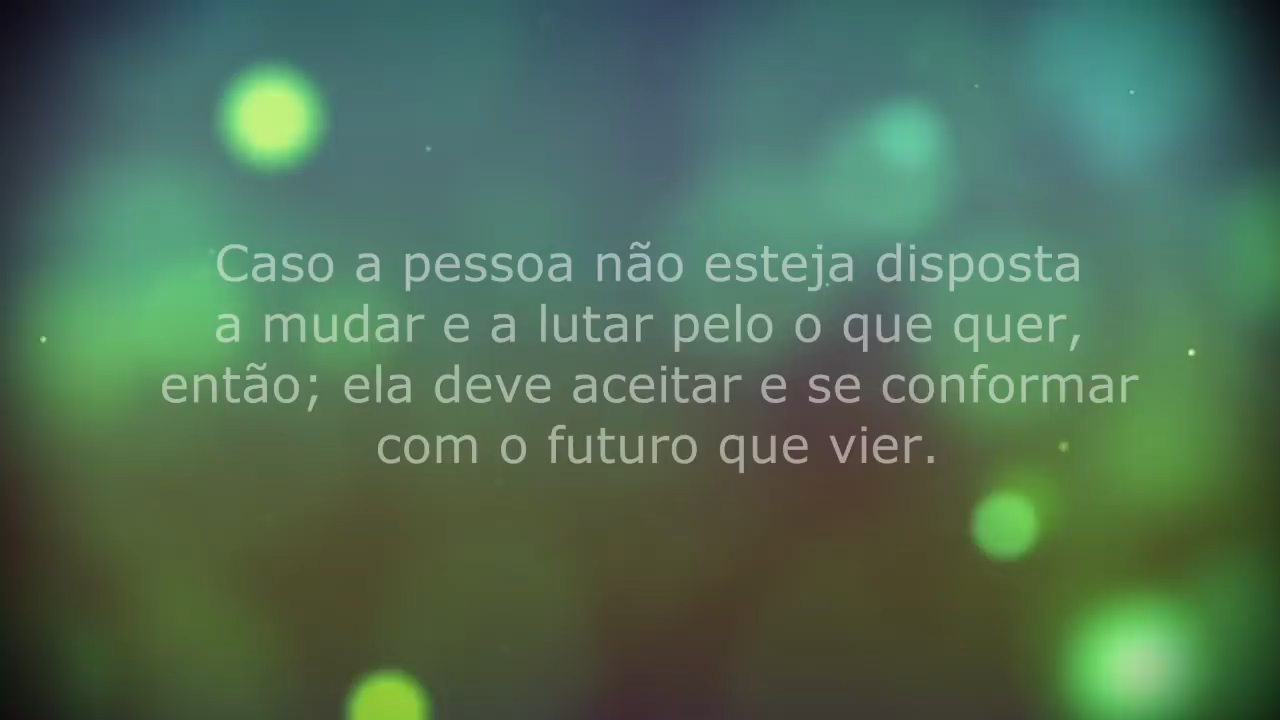 Caso a pessoa não esteja disposta
a mudar e a lutar pelo o que quer,
então; ela deve aceitar e se conformar
com o futuro que vier.